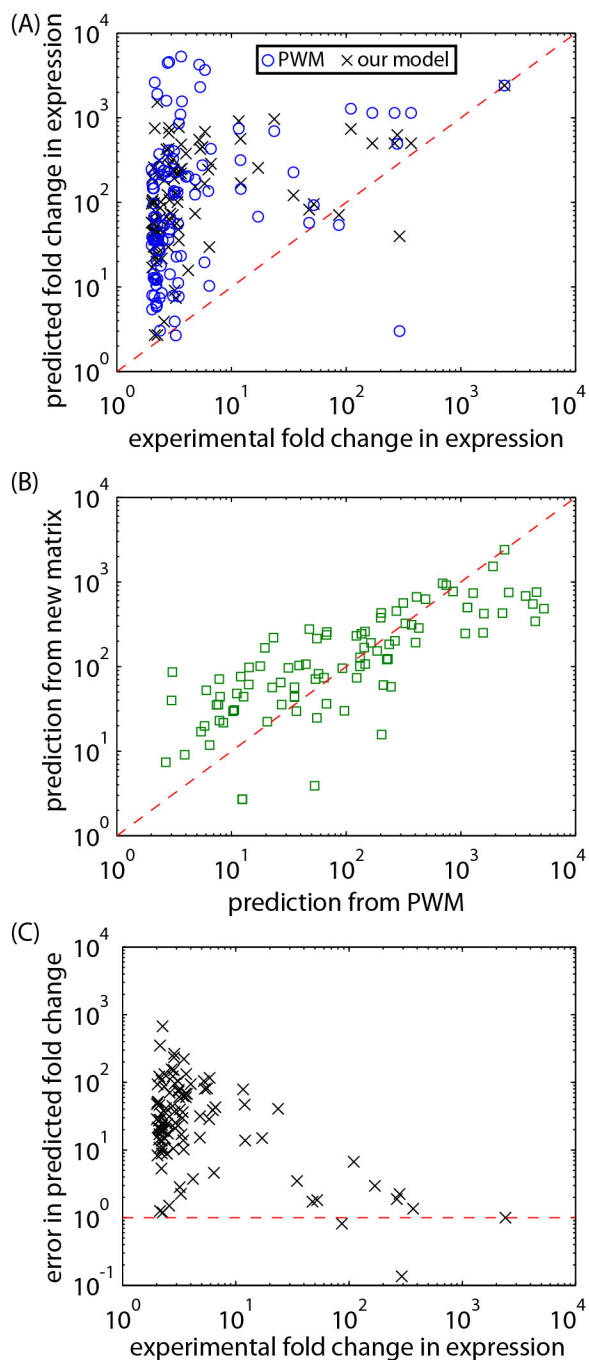 (A)
10^4
10^3
10^2
10^1
10^0
predicted fold change in expression
PWM × our model
10^0 10^1 10^2 10^3 10^4
experimental fold change in expression
(B)
10^4
10^3
10^2
10^1
10^0
prediction from new matrix
10^0 10^1 10^2 10^3 10^4
prediction from PWM
(C)
10^4
10^3
10^2
10^1
10^0
10^-1
error in predicted fold change
10^0 10^1 10^2 10^3 10^4
experimental fold change in expression